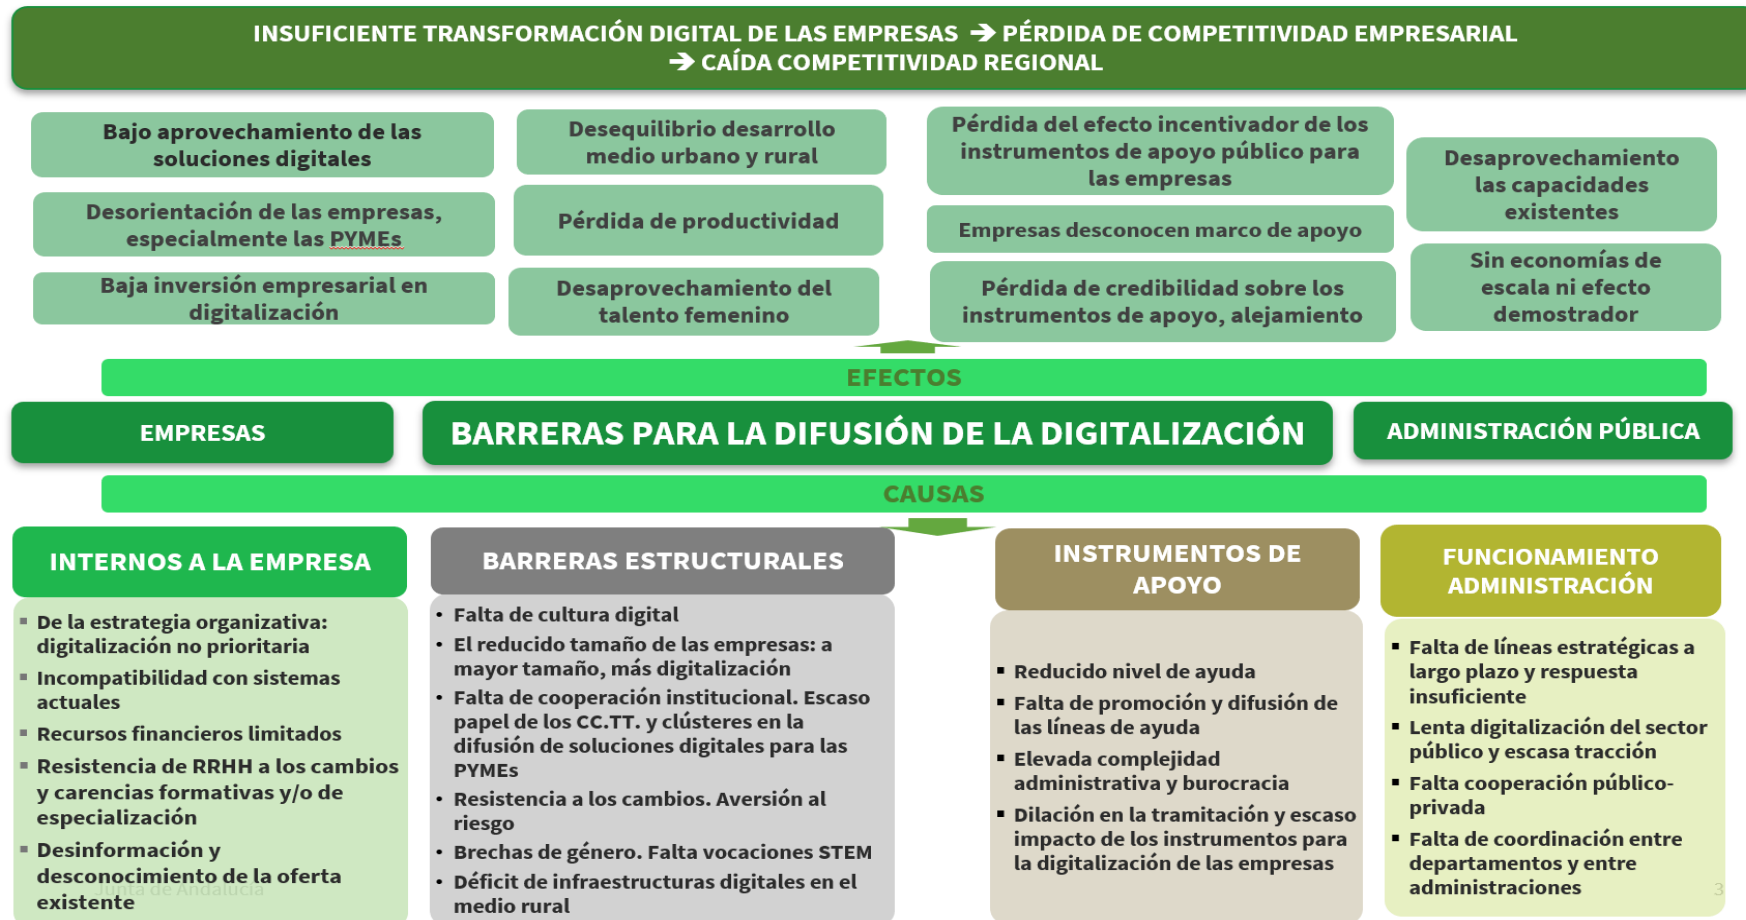 INSUFICIENTE TRANSFORMACIÓN DIGITAL DE LAS EMPRESAS ➔ PÉRDIDA DE COMPETITIVIDAD EMPRESARIAL
➔ CAÍDA COMPETITIVIDAD REGIONAL
Bajo aprovechamiento de las
soluciones digitales
Desorientación de las empresas,
especialmente las PYMEs
Baja inversión empresarial en
digitalización
Desequilibrio desarrollo
medio urbano y rural
Pérdida de productividad
Desaprovechamiento del
talento femenino
Pérdida del efecto incentivador de los
instrumentos de apoyo público para
las empresas
Empresas desconocen marco de apoyo
Pérdida de credibilidad sobre los
instrumentos de apoyo, alejamiento
Desaprovechamiento
las capacidades
existentes
Sin economías de
escala ni efecto
demostrador
EFECTOS
EMPRESAS
BARRERAS PARA LA DIFUSIÓN DE LA DIGITALIZACIÓN
ADMINISTRACIÓN PÚBLICA
CAUSAS
INTERNOS A LA EMPRESA
▪ De la estrategia organizativa:
digitalización no prioritaria
▪ Incompatibilidad con sistemas
actuales
▪ Recursos financieros limitados
▪ Resistencia de RRHH a los cambios
y carencias formativas y/o de
especialización
▪ Desinformación y
desconocimiento de la oferta
existente
BARRERAS ESTRUCTURALES
• Falta de cultura digital
• El reducido tamaño de las empresas: a
mayor tamaño, más digitalización
• Falta de cooperación institucional. Escaso
papel de los CC.TT. y clústeres en la
difusión de soluciones digitales para las
PYMEs
• Resistencia a los cambios. Aversión al
riesgo
• Brechas de género. Falta vocaciones STEM
• Déficit de infraestructuras digitales en el
medio rural
INSTRUMENTOS DE
APOYO
▪ Reducido nivel de ayuda
▪ Falta de promoción y difusión de
las líneas de ayuda
▪ Elevada complejidad
administrativa y burocracia
▪ Dilación en la tramitación y escaso
impacto de los instrumentos para
la digitalización de las empresas
FUNCIONAMIENTO
ADMINISTRACIÓN
▪ Falta de líneas estratégicas a
largo plazo y respuesta
insuficiente
▪ Lenta digitalización del sector
público y escasa tracción
▪ Falta cooperación público-
privada
▪ Falta de coordinación entre
departamentos y entre
administraciones
Junta de Andalucía
3